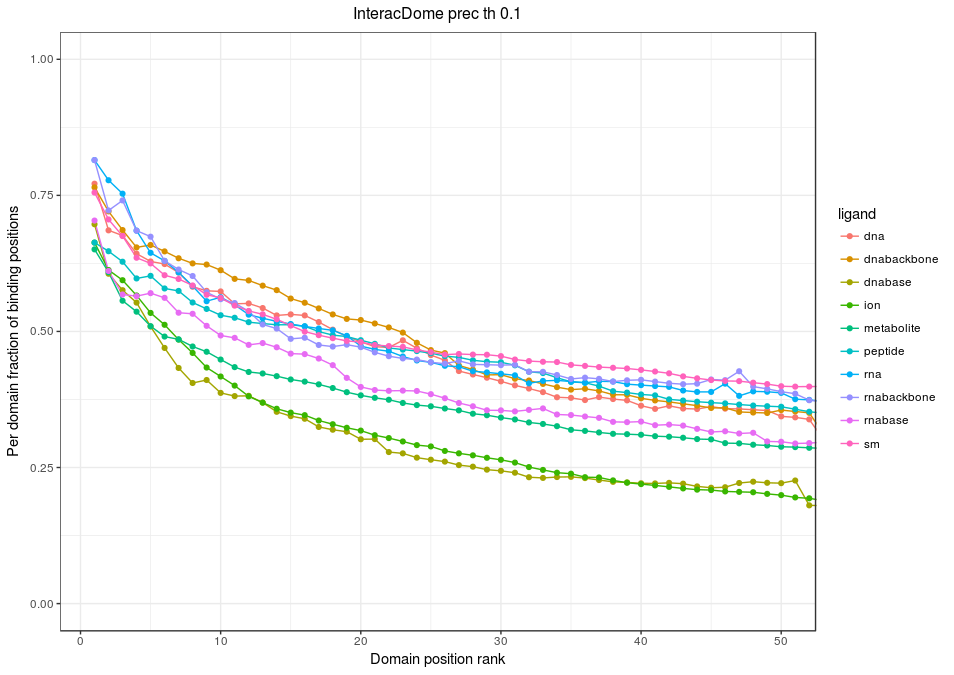 InteracDome prec th 0.1
Per domain fraction of binding positions
1.00
0.75
0.50
0.25
0.00
0
10
20
30
40
50
Domain position rank
ligand
dna
dnabackbone
dnabase
ion
metabolite
peptide
rna
rnabackbone
rnabase
sm